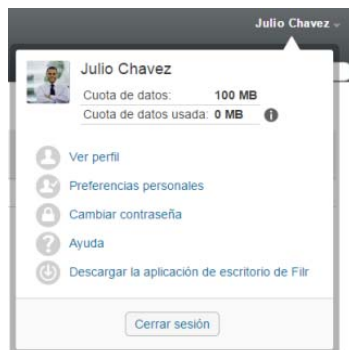 Julio Chavez
Julio Chavez
Cuota de datos: 100 MB
Cuota de datos usada: 0 MB
Ver perfil
Preferencias personales
Cambiar contraseña
Ayuda
Descargar la aplicación de escritorio de Filr
Cerrar sesión